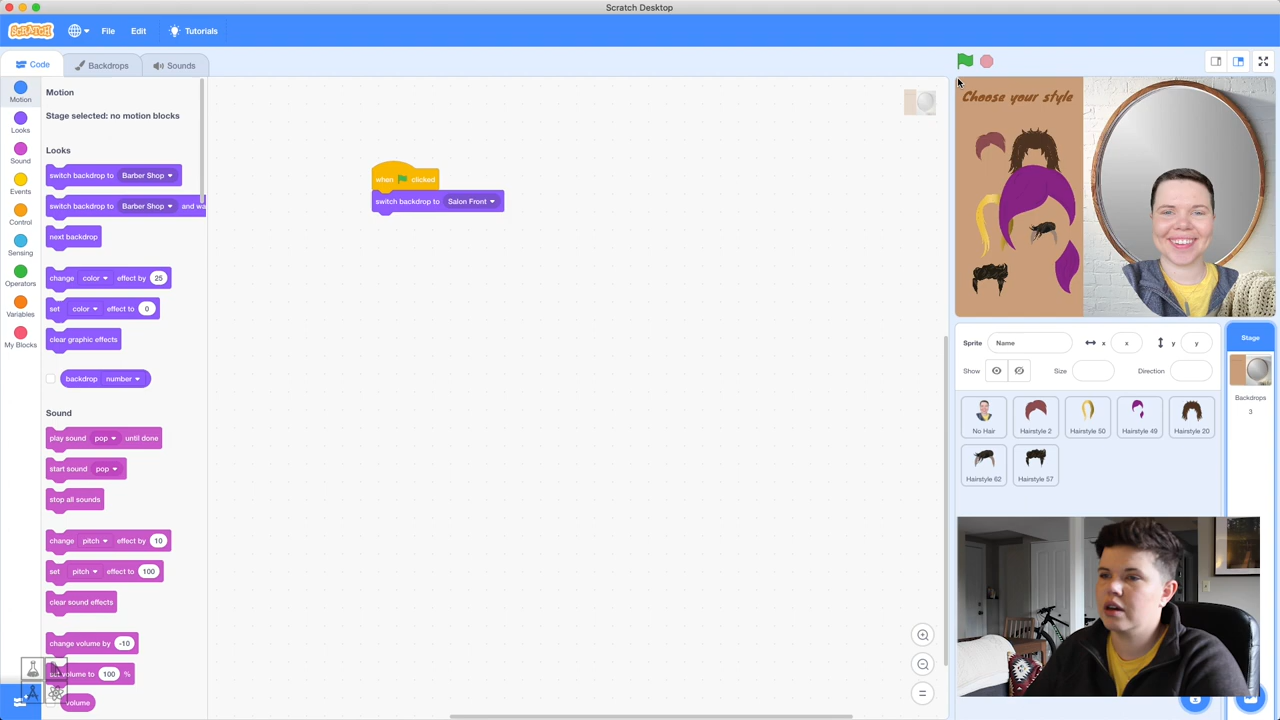 Scratch Desktop
SCRATCH
File
Edit
Tutorials
Code
Backdrops
Sounds
Motion
Looks
Sound
Events
Control
Sensing
Operators
Variables
My Blocks
Motion
Stage selected: no motion blocks
Looks
switch backdrop to Barber Shop
switch backdrop to Barber Shop and wa
next backdrop
change color effect by 25
set color effect to 0
clear graphic effects
backdrop number
Sound
play sound pop until done
start sound pop
stop all sounds
change pitch effect by 10
set pitch effect to 100
clear sound effects
change volume by -10
set volume to 100 %
volume
when clicked
switch backdrop to Salon Front
Choose your style
Sprite Name x x y y
Show Size Direction
No Hair
Hairstyle 2
Hairstyle 50
Hairstyle 49
Hairstyle 20
Hairstyle 62
Hairstyle 57
Stage
Backdrops
3